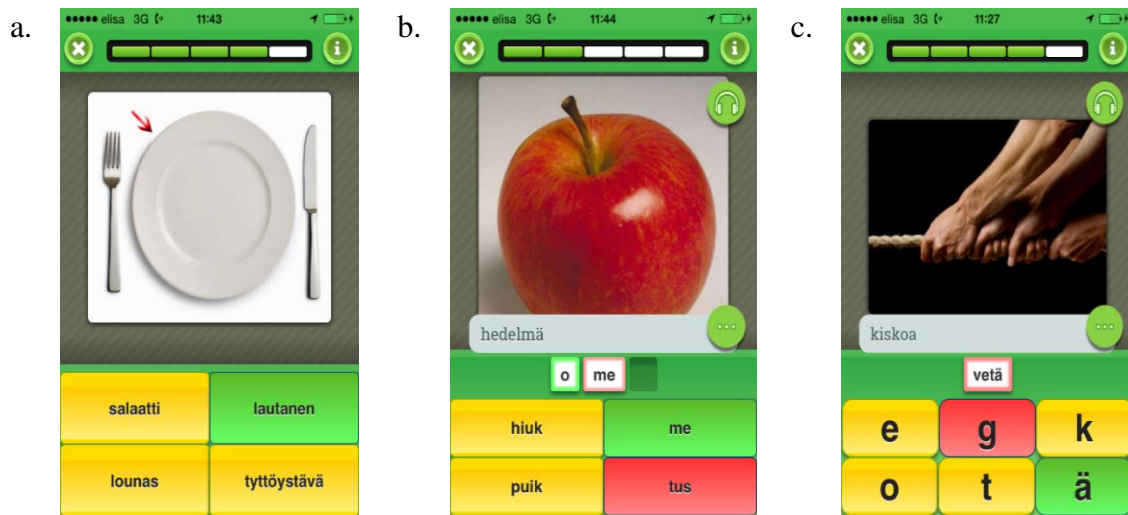 a.
elisa 3G 11:43
i
salaatti lautanen
lounas tyttöystävä
b.
elisa 3G 11:44
i
hedelmä
o me
hiuk me
puik tus
c.
elisa 3G 11:27
i
kiskoa
vetä
e g k
o t ä